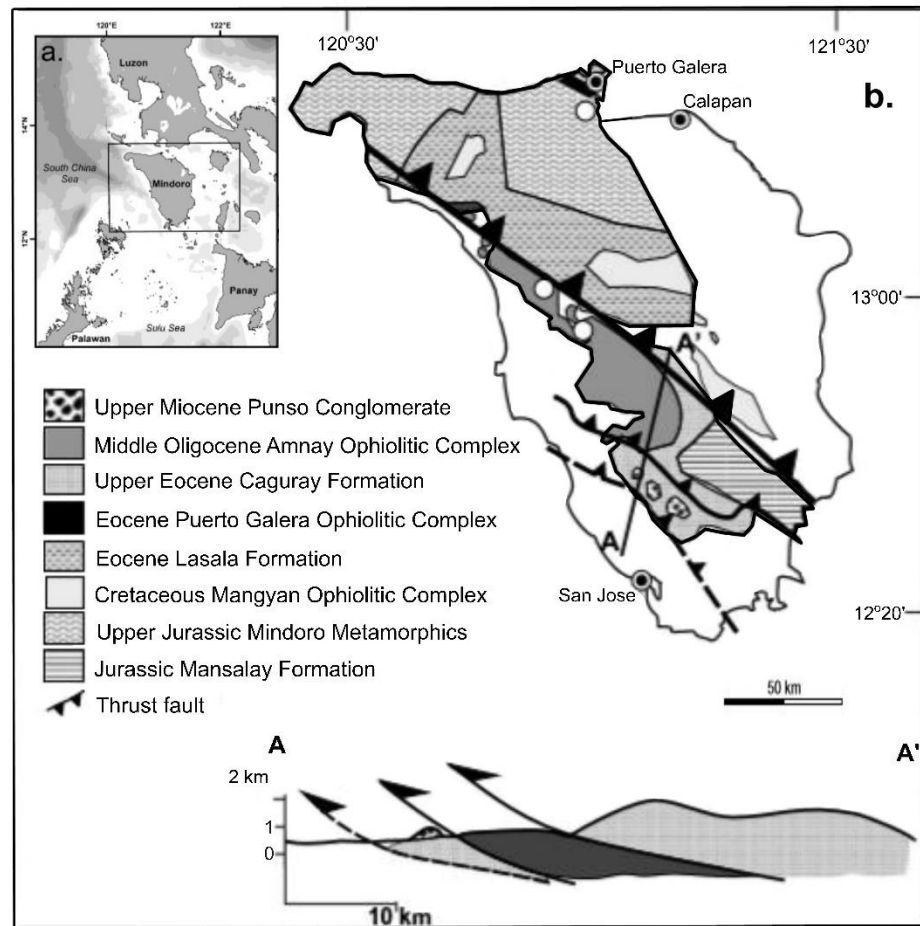 a.
120°E
122°E
Luzon
14°N
South China
Sea
Mindoro
12°N
Panay
Sulu Sea
Palawan
120°30'
121°30'
Puerto Galera
b.
Calapan
13°00'
A'
A
San Jose
12°20'
50 km
Upper Miocene Punso Conglomerate
Middle Oligocene Amnay Ophiolitic Complex
Upper Eocene Caguray Formation
Eocene Puerto Galera Ophiolitic Complex
Eocene Lasala Formation
Cretaceous Mangyan Ophiolitic Complex
Upper Jurassic Mindoro Metamorphics
Jurassic Mansalay Formation
Thrust fault
A
A'
2 km
1
0
10 km